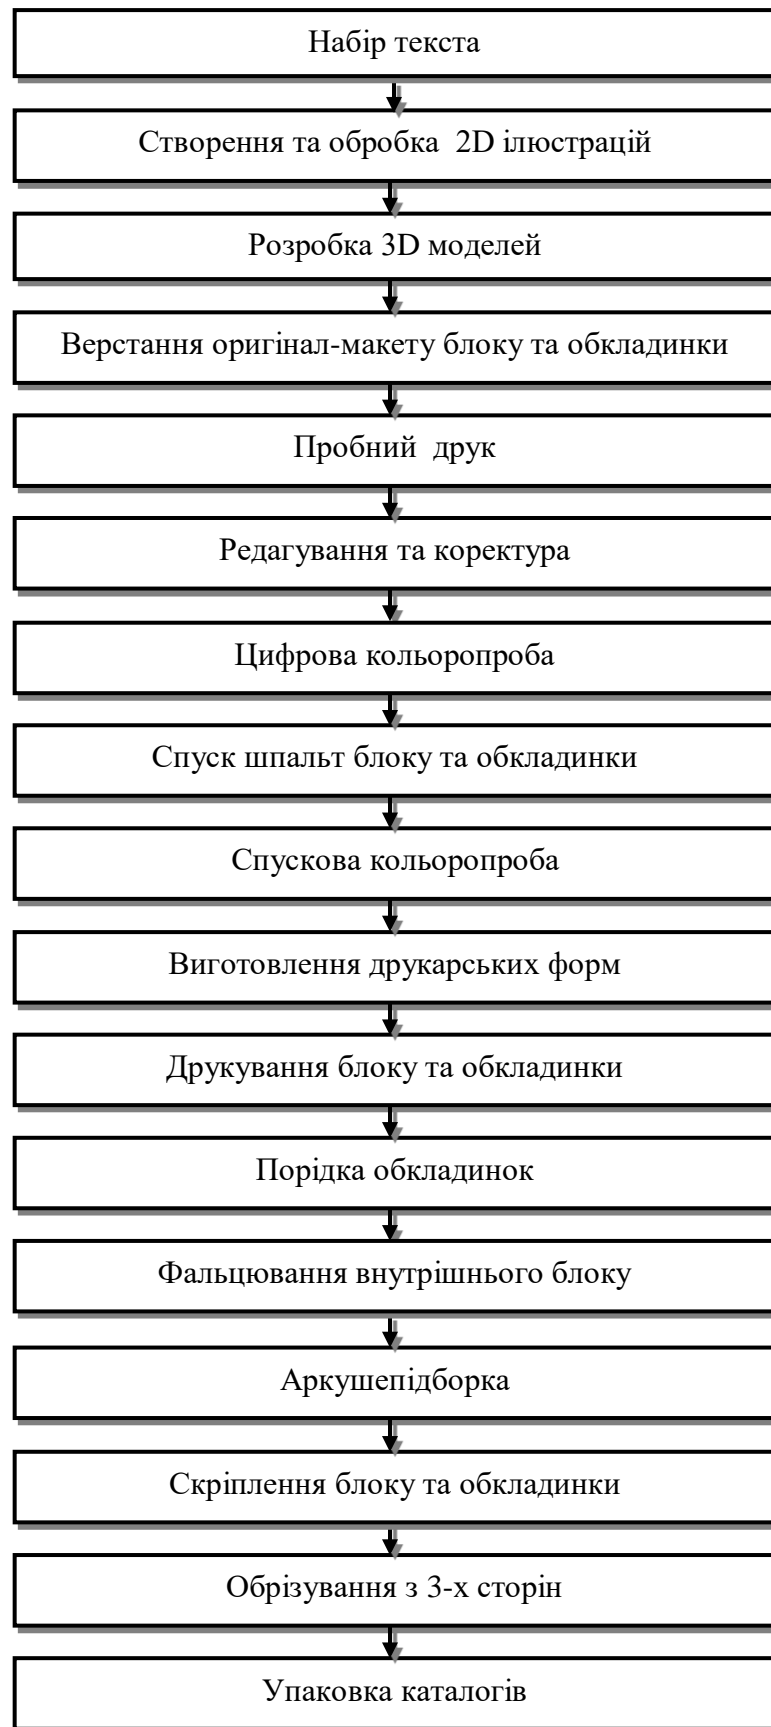 Набір текста
Створення та обробка 2D ілюстрацій
Розробка 3D моделей
Верстання оригінал-макету блоку та обкладинки
Пробний друк
Редагування та коректура
Цифрова кольоропроба
Спуск шпальт блоку та обкладинки
Спускова кольоропроба
Виготовлення друкарських форм
Друкування блоку та обкладинки
Порідка обкладинок
Фальцювання внутрішнього блоку
Аркушепідборка
Скріплення блоку та обкладинки
Обрізування з 3-х сторін
Упаковка каталогів